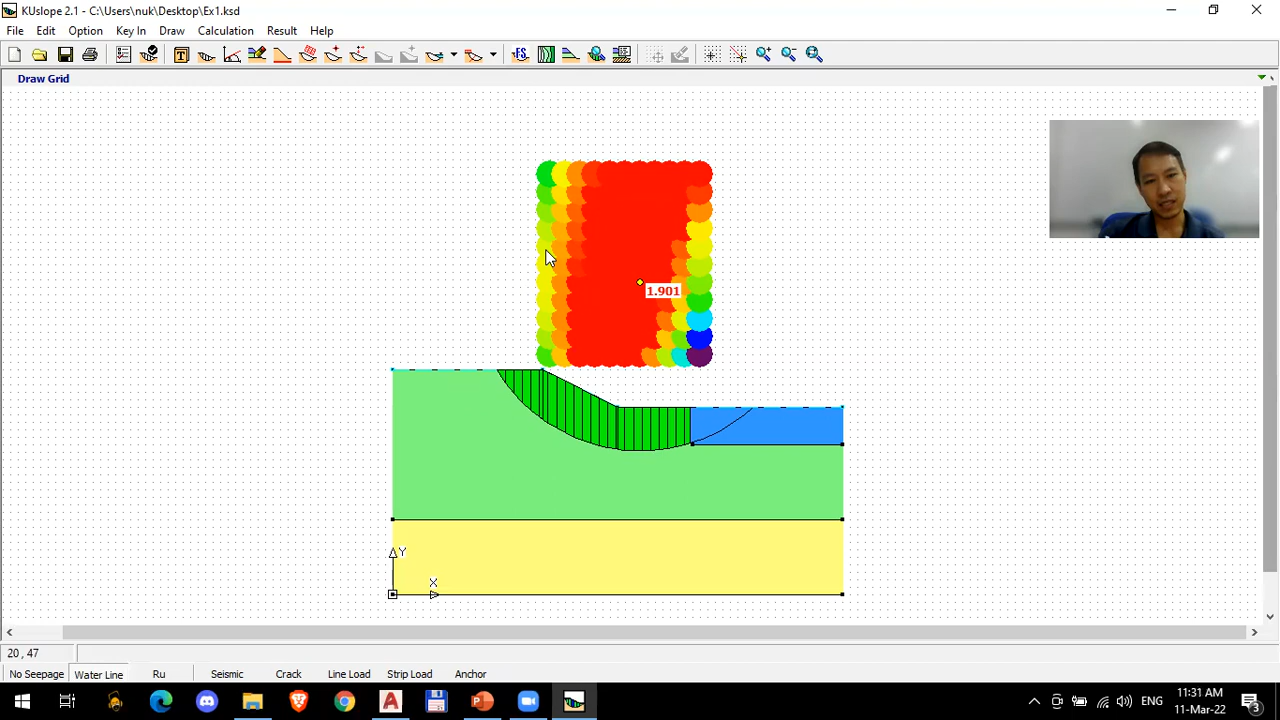 KUslope 2.1 - C:\Users\nuk\Desktop\Ex1.ksd
File Edit Option Key In Draw Calculation Result Help
FS
Draw Grid
1.901
Y
X
20 , 47
No Seepage Water Line Ru Seismic Crack Line Load Strip Load Anchor
ENG
11:31 AM
11-Mar-22
3